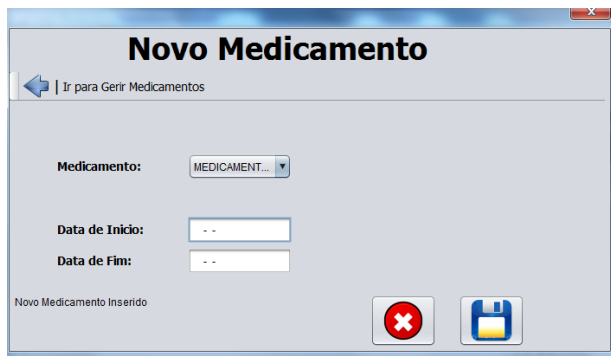 Novo Medicamento
| Ir para Gerir Medicamentos
Medicamento: MEDICAMENT...
Data de Inicio: - -
Data de Fim: - -
Novo Medicamento Inserido